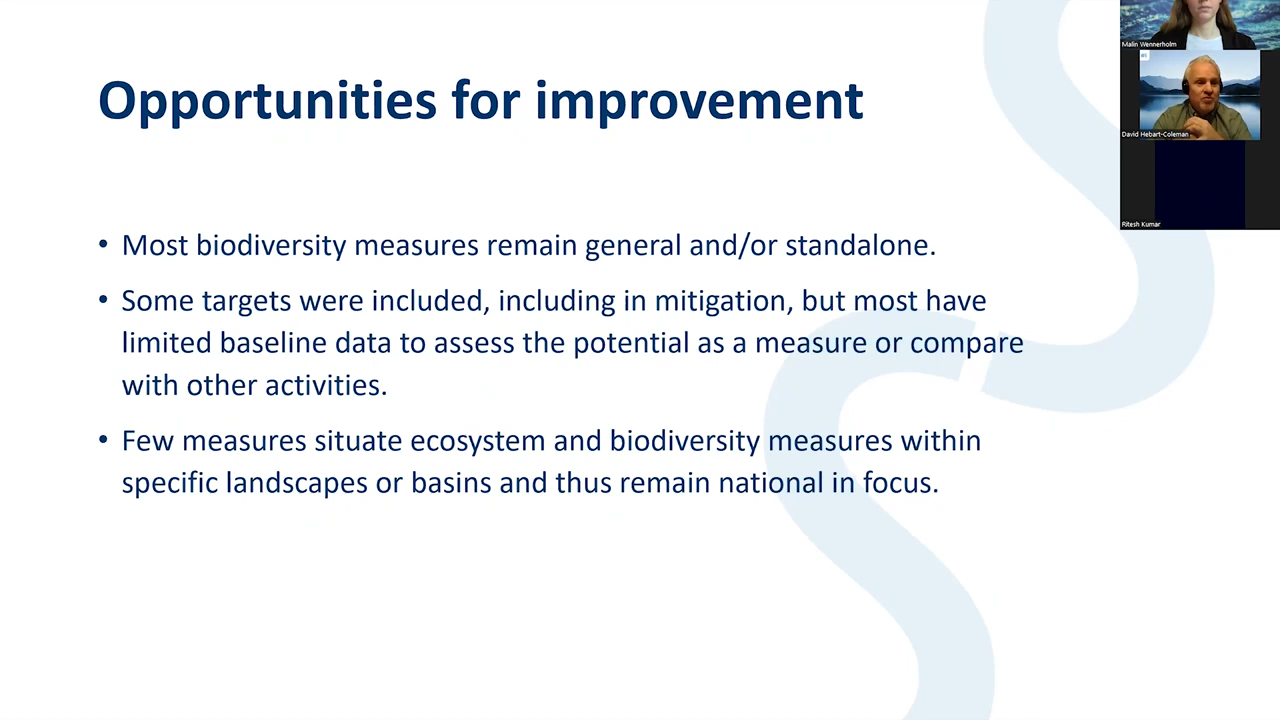 Opportunities for improvement
• Most biodiversity measures remain general and/or standalone.
• Some targets were included, including in mitigation, but most have
limited baseline data to assess the potential as a measure or compare
with other activities.
• Few measures situate ecosystem and biodiversity measures within
specific landscapes or basins and thus remain national in focus.
Malin Wennerholm
David Hebart-Coleman
Ritesh Kumar